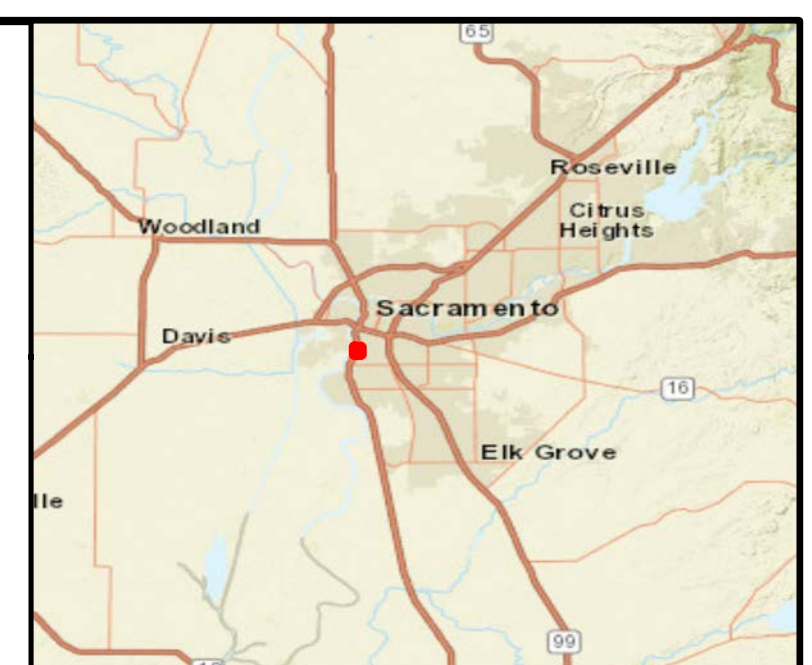 65
Roseville
Citrus
Heights
Woodland
Sacramento
Davis
16
Elk Grove
lle
99